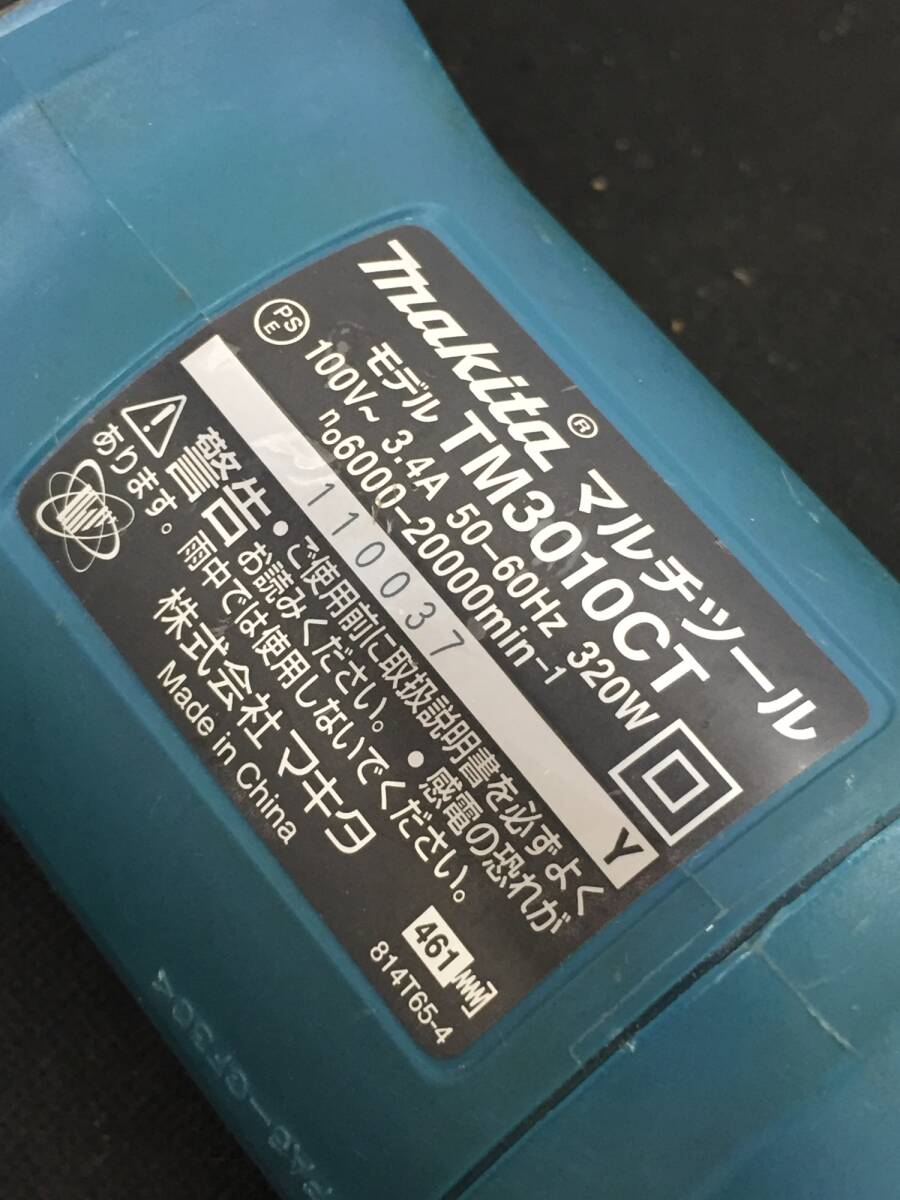 makita® マルチツール
モデル TM3010CT
PS E
100V~ 3.4A 50-60Hz 320W
n₀6000-20000min-1
110037 Y
警告
・ご使用前に取扱説明書を必ずよく
お読みください。・感電の恐れが
あります。雨中では使用しないでください。
株式会社マキタ
Made in China
461
814T65-4